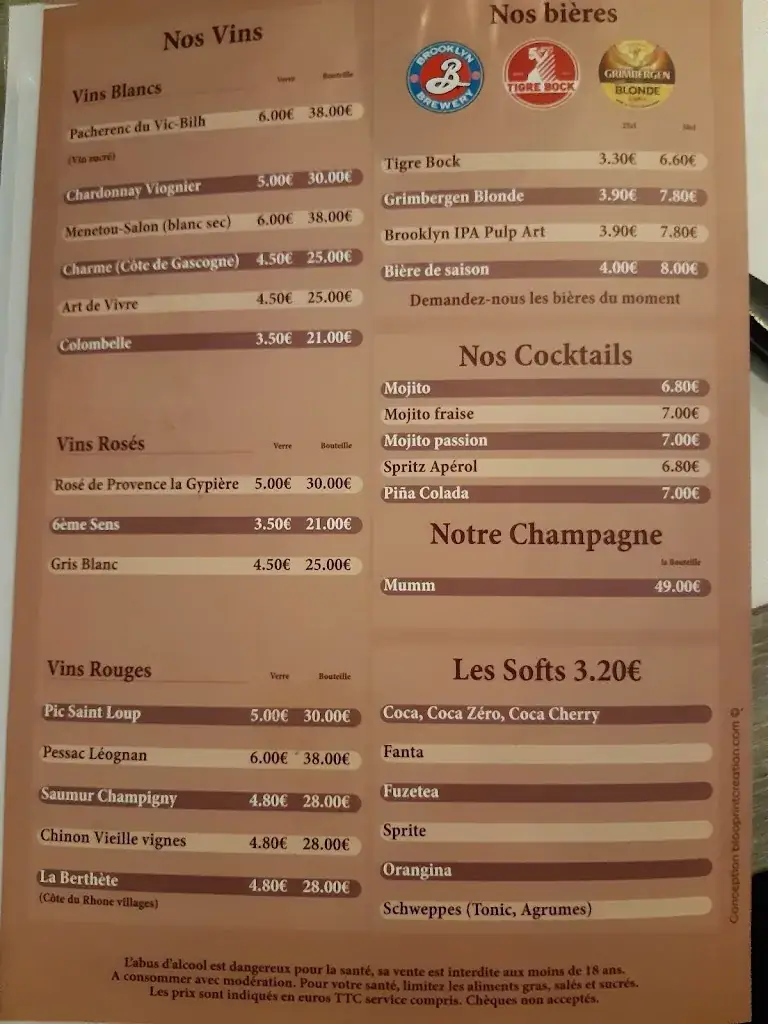 Nos Vins
Vins Blancs Verre Bouteille
Pacherenc du Vic-Bilh 6.00€ 38.00€
(Vin sucré)
Chardonnay Viognier 5.00€ 30.00€
Menetou-Salon (blanc sec) 6.00€ 38.00€
Charme (Côte de Gascogne) 4.50€ 25.00€
Art de Vivre 4.50€ 25.00€
Colombelle 3.50€ 21.00€
Vins Rosés Verre Bouteille
Rosé de Provence la Gypière 5.00€ 30.00€
6ème Sens 3.50€ 21.00€
Gris Blanc 4.50€ 25.00€
Vins Rouges Verre Bouteille
Pic Saint Loup 5.00€ 30.00€
Pessac Léognan 6.00€ 38.00€
Saumur Champigny 4.80€ 28.00€
Chinon Vieille vignes 4.80€ 28.00€
La Berthète 4.80€ 28.00€
(Côte du Rhone villages)
Nos bières
BROOKLYN B BREWERY
TIGRE BOCK
GRIMBERGEN BLONDE
25cl 50cl
Tigre Bock 3.30€ 6.60€
Grimbergen Blonde 3.90€ 7.80€
Brooklyn IPA Pulp Art 3.90€ 7.80€
Bière de saison 4.00€ 8.00€
Demandez-nous les bières du moment
Nos Cocktails
Mojito 6.80€
Mojito fraise 7.00€
Mojito passion 7.00€
Spritz Apérol 6.80€
Piña Colada 7.00€
Notre Champagne
la Bouteille
Mumm 49.00€
Les Softs 3.20€
Coca, Coca Zéro, Coca Cherry
Fanta
Fuzetea
Sprite
Orangina
Schweppes (Tonic, Agrumes)
Conception blooprintcreation.com ©
L'abus d'alcool est dangereux pour la santé, sa vente est interdite aux moins de 18 ans.
A consommer avec modération. Pour votre santé, limitez les aliments gras, salés et sucrés.
Les prix sont indiqués en euros TTC service compris. Chèques non acceptés.